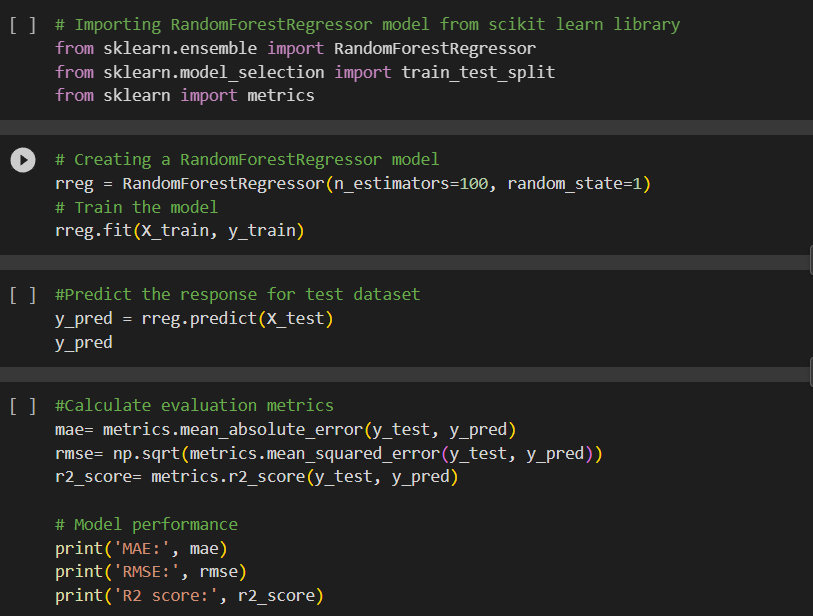 [ ] # Importing RandomForestRegressor model from scikit learn library
from sklearn.ensemble import RandomForestRegressor
from sklearn.model_selection import train_test_split
from sklearn import metrics
# Creating a RandomForestRegressor model
rreg = RandomForestRegressor(n_estimators=100, random_state=1)
# Train the model
rreg.fit(X_train, y_train)
[ ] #Predict the response for test dataset
y_pred = rreg.predict(X_test)
y_pred
[ ] #Calculate evaluation metrics
mae= metrics.mean_absolute_error(y_test, y_pred)
rmse= np.sqrt(metrics.mean_squared_error(y_test, y_pred))
r2_score= metrics.r2_score(y_test, y_pred)
# Model performance
print('MAE:', mae)
print('RMSE:', rmse)
print('R2 score:', r2_score)